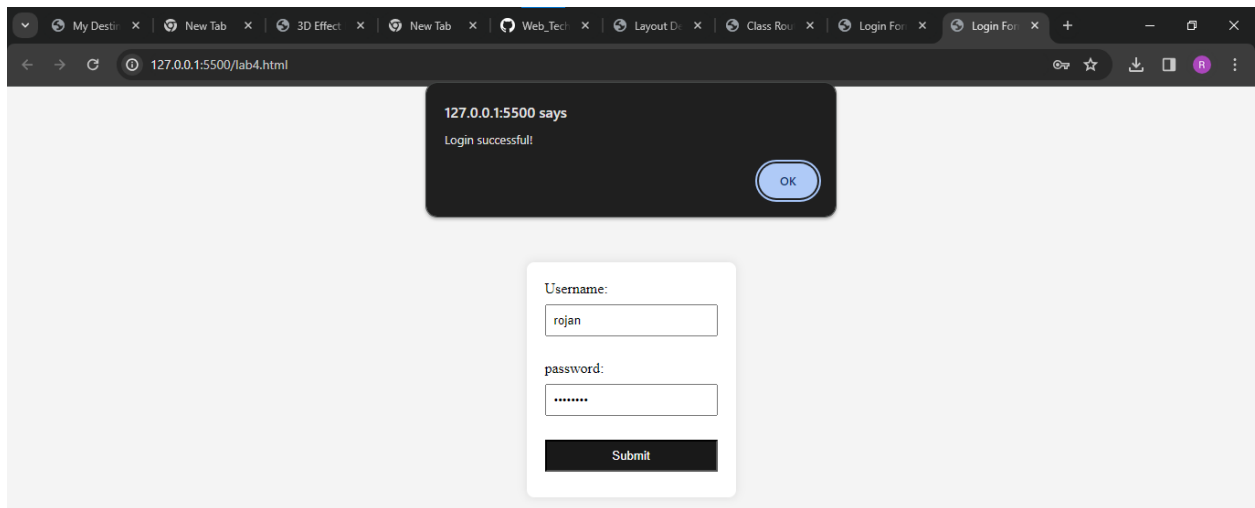 My Destin New Tab 3D Effect New Tab Web_Tech Layout De Class Rou Login For Login For
127.0.0.1:5500/lab4.html R
127.0.0.1:5500 says
Login successful!
OK
Username:
rojan
password:
••••••••
Submit